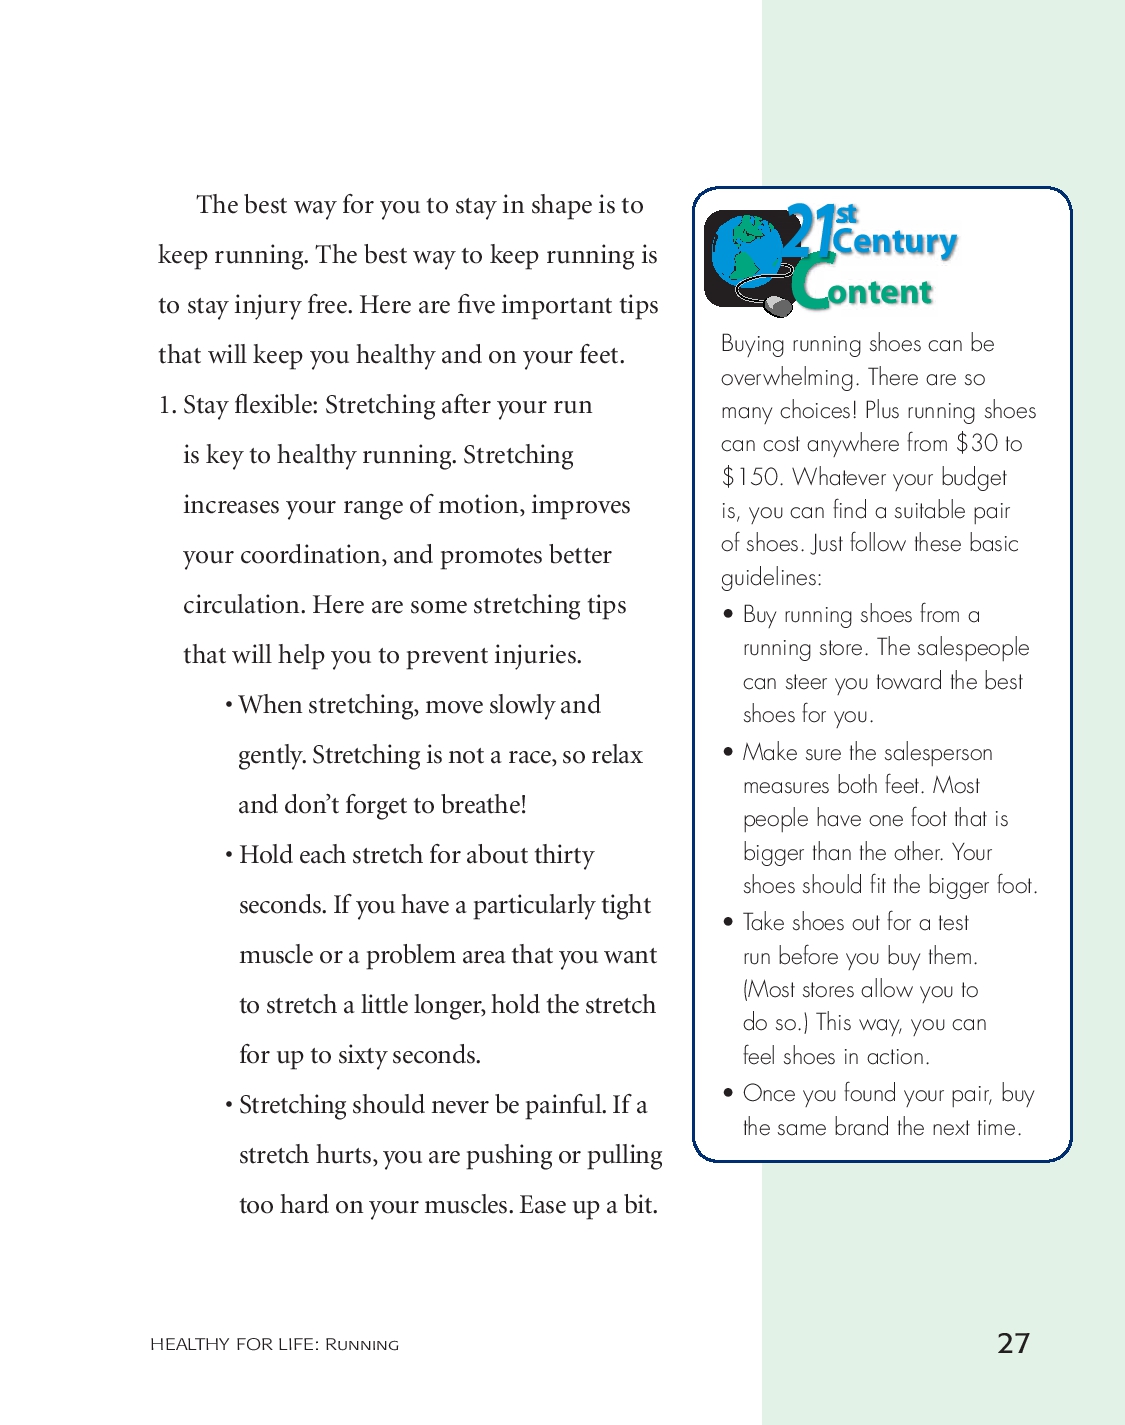 The best way for you to stay in shape is to
keep running. The best way to keep running is
to stay injury free. Here are five important tips
that will keep you healthy and on your feet.
1. Stay flexible: Stretching after your run
is key to healthy running. Stretching
increases your range of motion, improves
your coordination, and promotes better
circulation. Here are some stretching tips
that will help you to prevent injuries.
• When stretching, move slowly and
gently. Stretching is not a race, so relax
and don’t forget to breathe!
• Hold each stretch for about thirty
seconds. If you have a particularly tight
muscle or a problem area that you want
to stretch a little longer, hold the stretch
for up to sixty seconds.
• Stretching should never be painful. If a
stretch hurts, you are pushing or pulling
too hard on your muscles. Ease up a bit.
21st
Century
Content
Buying running shoes can be
overwhelming. There are so
many choices! Plus running shoes
can cost anywhere from $30 to
$150. Whatever your budget
is, you can find a suitable pair
of shoes. Just follow these basic
guidelines:
• Buy running shoes from a
running store. The salespeople
can steer you toward the best
shoes for you.
• Make sure the salesperson
measures both feet. Most
people have one foot that is
bigger than the other. Your
shoes should fit the bigger foot.
• Take shoes out for a test
run before you buy them.
(Most stores allow you to
do so.) This way, you can
feel shoes in action.
• Once you found your pair, buy
the same brand the next time.
HEALTHY FOR LIFE: Running
27